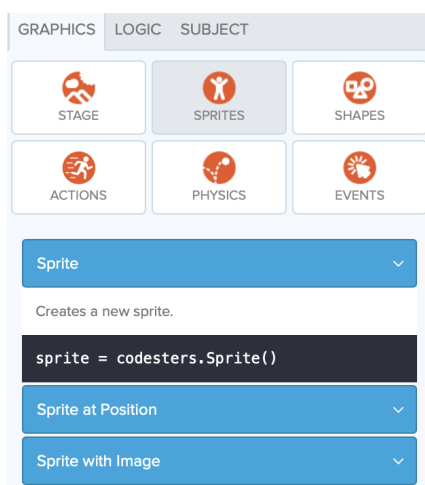 GRAPHICS LOGIC SUBJECT
STAGE SPRITES SHAPES
ACTIONS PHYSICS EVENTS
Sprite
Creates a new sprite.
sprite = codesters.Sprite()
Sprite at Position
Sprite with Image